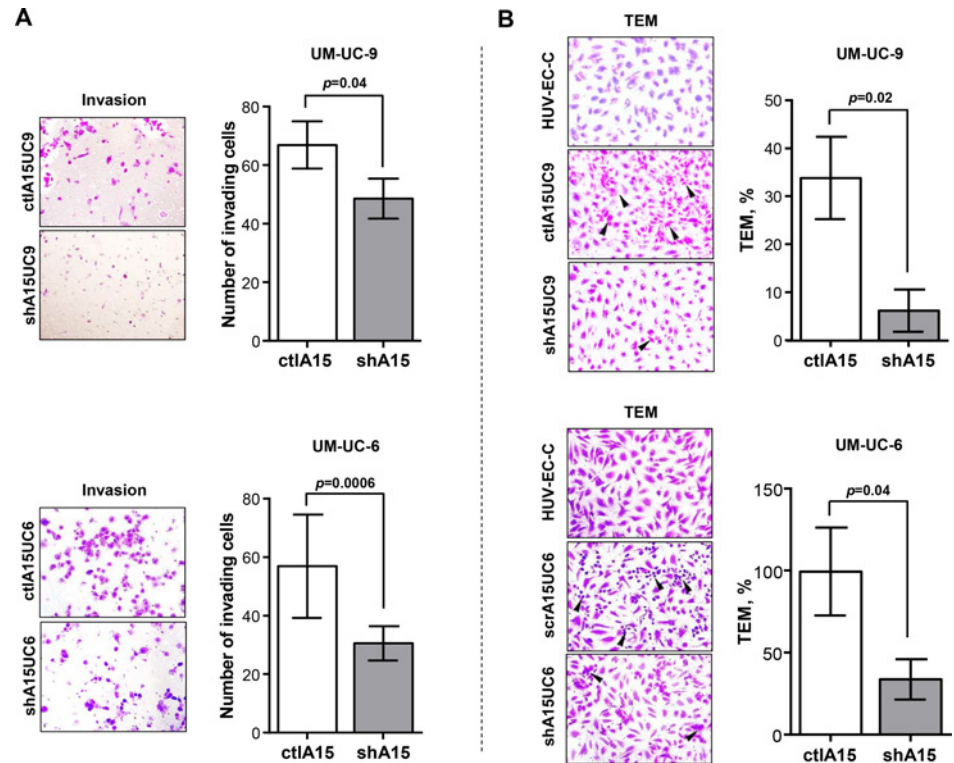 A
UM-UC-9
Invasion
ctlA15UC9
shA15UC9
Number of invading cells
80
60
40
20
0
p=0.04
ctlA15
shA15
UM-UC-6
Invasion
ctlA15UC6
shA15UC6
Number of invading cells
80
60
40
20
0
p=0.0006
ctlA15
shA15
B
TEM
HUV-EC-C
ctlA15UC9
shA15UC9
UM-UC-9
TEM, %
50
40
30
20
10
0
p=0.02
ctlA15
shA15
TEM
HUV-EC-C
scrA15UC6
shA15UC6
UM-UC-6
TEM, %
150
100
50
0
p=0.04
ctlA15
shA15